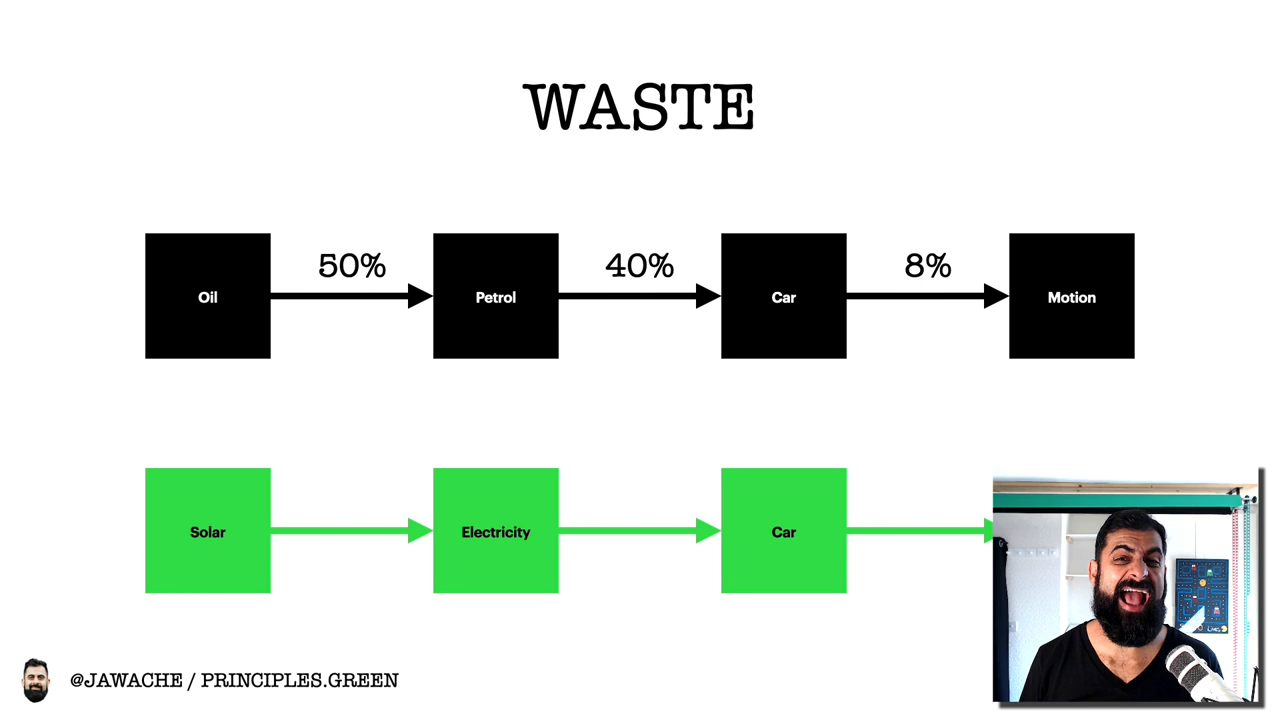 WASTE
50%
40%
8%
Oil
Petrol
Car
Motion
Solar
Electricity
Car
@JAWACHE / PRINCIPLES.GREEN